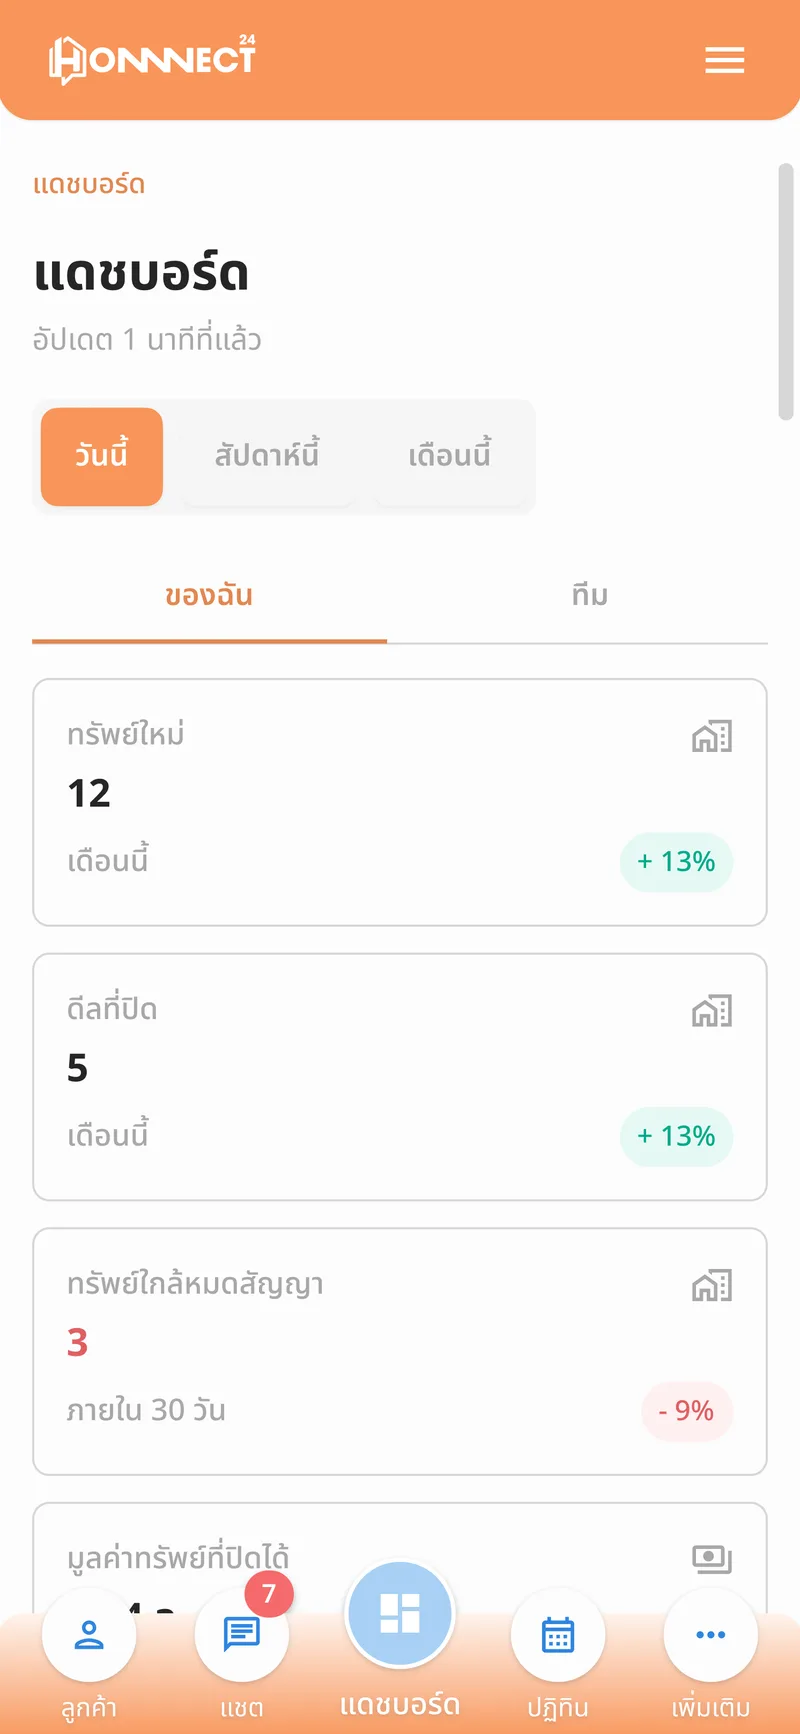 HONNNECT 24
แดชบอร์ด
แดชบอร์ด
อัปเดต 1 นาทีที่แล้ว
วันนี้ สัปดาห์นี้ เดือนนี้
ของฉัน ทีม
ทรัพย์ใหม่
12
เดือนนี้ + 13%
ดีลที่ปิด
5
เดือนนี้ + 13%
ทรัพย์ใกล้หมดสัญญา
3
ภายใน 30 วัน - 9%
มูลค่าทรัพย์ที่ปิดได้
7
ลูกค้า แชต แดชบอร์ด ปฏิทิน เพิ่มเติม